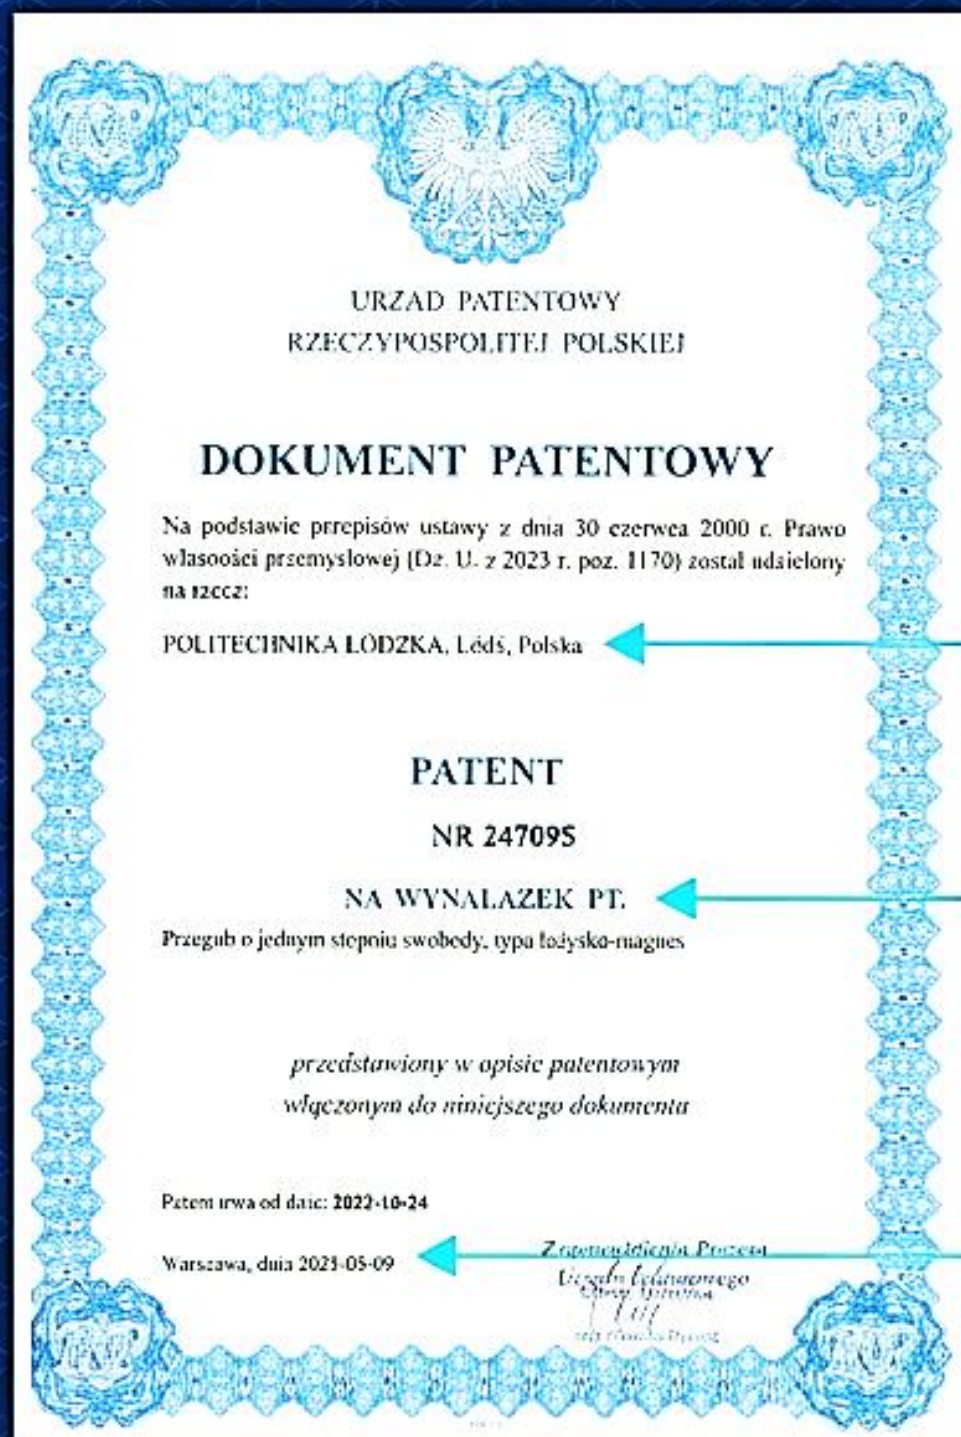 URZAD PATENTOWY
RZECZYPOSPOLITEJ POLSKIEJ
DOKUMENT PATENTOWY
Na podstawie przepisów ustawy z dnia 30 czerwca 2000 r. Prawo
własności przemysłowej (Dz. U. z 2023 r. poz. 1170) został udzielony
na rzecz:
POLITECHNIKA ŁÓDZKA, Łódź, Polska
PATENT
NR 247095
NA WYNALAZEK PT.
Przegub o jednym stopniu swobody, typu łożysko-magnes
przedstawiony w opisie patentowym
włączonym do niniejszego dokumentu
Patent trwa od dnia: 2022-10-24
Warszawa, dnia 2025-05-09
Z upoważnienia Prezesa
Urzędu Patentowego